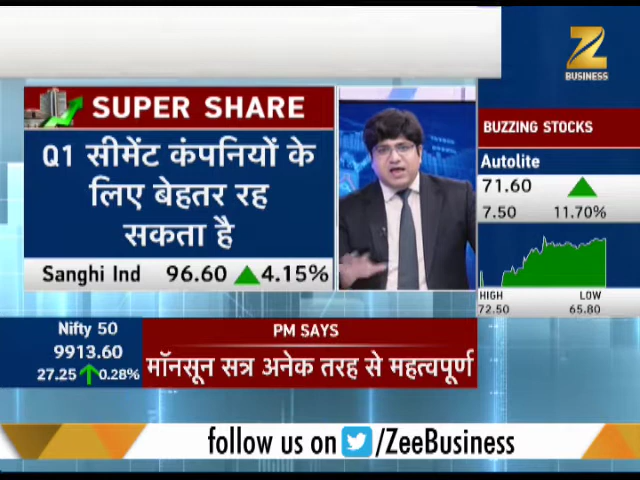 Z
ZEE
BUSINESS
SUPER SHARE
Q1 सीमेंट कंपनियों के
लिए बेहतर रह
सकता है
Sanghi Ind 96.60 4.15%
BUZZING STOCKS
Autolite
71.60
7.50 11.70%
HIGH LOW
72.50 65.80
Nifty 50
9913.60
27.25 0.28%
PM SAYS
मॉनसून सत्र अनेक तरह से महत्वपूर्ण
follow us on /ZeeBusiness